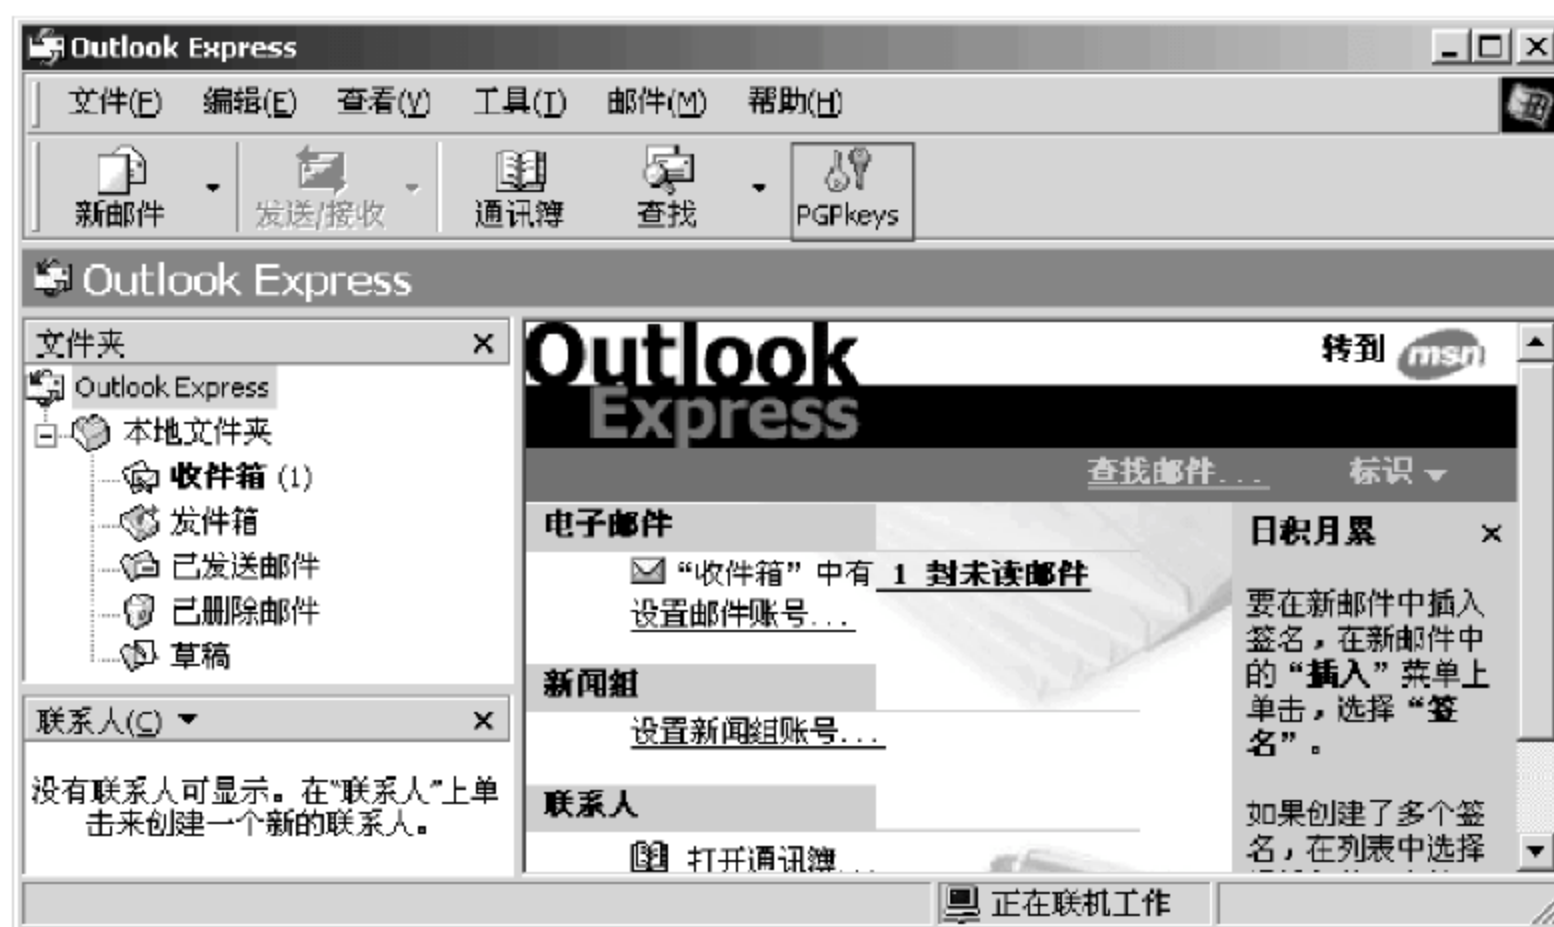 Outlook Express
文件(F) 编辑(E) 查看(V) 工具(T) 邮件(M) 帮助(H)
新邮件 发送/接收 通讯簿 查找 PGPkeys
Outlook Express
文件夹
Outlook Express
本地文件夹
收件箱 (1)
发件箱
已发送邮件
已删除邮件
草稿
联系人(C)
没有联系人可显示。在“联系人”上单
击来创建一个新的联系人。
Outlook
Express
转到 msn
查找邮件... 标识
电子邮件
“收件箱”中有 1 封未读邮件
设置邮件账号...
新闻组
设置新闻组账号...
联系人
打开通讯簿...
日积月累
要在新邮件中插入
签名，在新邮件中
的“插入”菜单上
单击，选择“签
名”。
如果创建了多个签
名，在列表中选择
正在联机工作